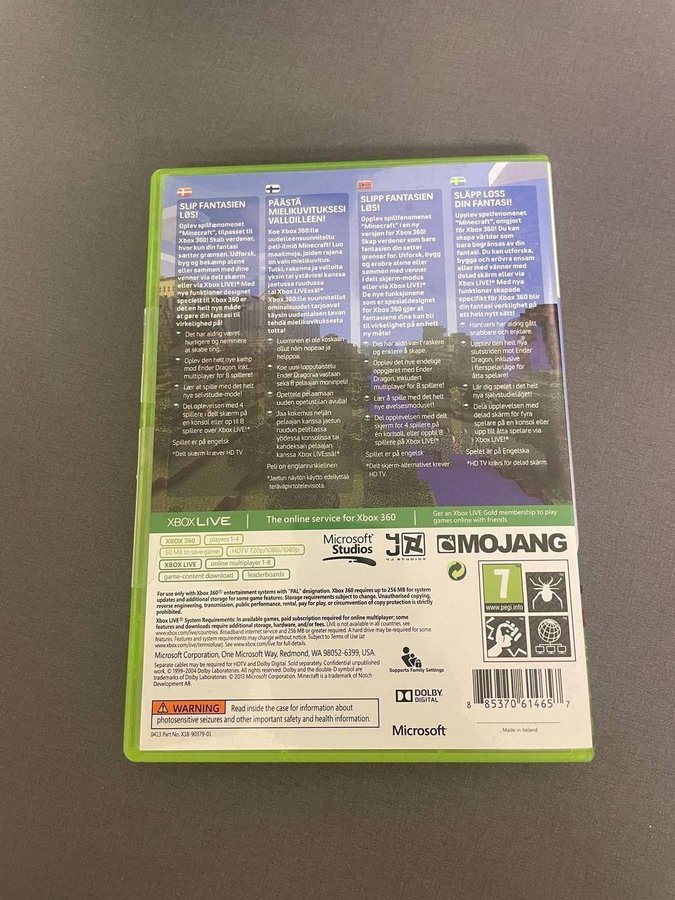 SLIP FANTASIEN
LØS!
Oplev spilfænomenet
"Minecraft", tilpasset til
Xbox 360! Skab verdener,
hvor kun din fantasi
sætter grænsen. Udforsk,
byg og bekæmp alene
eller sammen med dine
venner via delt skærm
eller via Xbox LIVE!* Med
nye funktioner designet
specielt til Xbox 360 er
det en helt ny måde
at gøre din fantasi til
virkelighed på!
Det har aldrig været
hurtigere og nemmere
at skabe ting.
Oplev den helt nye kamp
mod Ender Dragon, inkl.
multiplayer for 8 spillere!
Lær at spille med det helt
nye selvstudie-mode!
Del oplevelsen med 4
spillere i delt skærm på
en konsol eller op til 8
spillere over Xbox LIVE!*
Spillet er på engelsk
*Delt skærm kræver HD TV.
PÄÄSTÄ
MIELIKUVITUKSESI
VALLOILLEEN!
Koe Xbox 360:lle
uudelleensuunniteltu
peli-ilmiö Minecraft! Luo
maailmoja, joiden rajana
on vain mielikuvitus.
Tutki, rakenna ja valloita
yksin tai ystäviesi kanssa
jaetussa ruudussa
tai Xbox LIVEssä!*
Xbox 360:lle suunnitellut
ominaisuudet tarjoavat
täysin uudentaisen tavan
tehdä mielikuvituksesta
totta!
Luominen ei ole koskaan
ollut näin nopeaa ja
helppoa.
Koe uusi lopputaistelu
Ender Dragonia vastaan
sekä 8 pelaajan moninpeli!
Opettele pelaamaan
uuden opetustilan avulla!
Jaa kokemus neljän
pelaajan kanssa jaetun
ruudun pelitilassa
yhdessä konsolissa tai
kahdeksan pelaajan
kanssa Xbox LIVEssä!*
Peli on englanninkielinen
*Jaetun näytön käyttö edellyttää
teräväpiirtotelevisiota.
SLIPP FANTASIEN
LØS!
Opplev spillfenomenet
"Minecraft" i en ny
versjon for Xbox 360!
Skap verdener som bare
fantasien din setter
grenser for. Utforsk, bygg
og erobre alene eller
sammen med venner
i delt skjerm-modus
eller via Xbox LIVE!*
De nye funksjonene
som er spesialdesignet
for Xbox 360 gjør at
fantasiene dine kan bli
til virkelighet på en helt
ny måte!
Det har aldri vært raskere
og enklere å skape.
Opplev det nye endelige
oppgjøret med Ender
Dragon, inkludert
multiplayer for 8 spillere!
Lær å spille med det helt
nye øvelsesmoduset!
Del opplevelsen i delt
skjerm for 4 spillere på
én konsoll, eller opptil 8
spillere på Xbox LIVE!*
Spillet er på engelsk
*Delt skjerm-alternativet krever
HD TV.
SLÄPP LOSS
DIN FANTASI!
Upplev spelfenomenet
"Minecraft", omgjort
för Xbox 360! Du kan
skapa världar som
bara begränsas av din
fantasi. Du kan utforska,
bygga och erövra ensam
eller med vänner med
delad skärm eller via
Xbox LIVE!* Med nya
funktioner skapade
specifikt för Xbox 360 blir
din fantasi verklighet på
ett helt nytt sätt!
Hantverk har aldrig gått
snabbare och enklare.
Upplev den helt nya
slutstriden mot Ender
Dragon, inklusive
i flerspelarläge för
åtta spelare!
Lär dig spelet i det helt
nya självstudieläget!
Dela upplevelsen med
delad skärm för fyra
spelare på en konsol eller
upp till åtta spelare via
Xbox LIVE!*
Spelet är på Engelska
*HD TV krävs för delad skärm.
XBOX LIVE The online service for Xbox 360
Get an Xbox LIVE Gold membership to play
games online with friends
XBOX 360 players 1-4
50 MB to save game HDTV 720p/1080i/1080p
XBOX LIVE online multiplayer 1-8
game-content download leaderboards
Microsoft
Studios
4J STUDIOS
MOJANG
For use only with Xbox 360® entertainment systems with "PAL" designation. Xbox 360 requires up to 256 MB for system
updates and additional storage for some game features. Storage requirements subject to change. Unauthorised copying,
reverse engineering, transmission, public performance, rental, pay for play, or circumvention of copy protection is strictly
prohibited.
Xbox LIVE® System Requirements: In available games, paid subscription required for online multiplayer; some
features and downloads require additional storage, hardware, and/or fees. LIVE not available in all countries, see
www.xbox.com/live/countries. Broadband internet service and 256 MB or greater required. A hard drive may be required for some
features. Features and system requirements may change without notice. Subject to Terms of Use (at
www.xbox.com/live/termsofuse).
Microsoft Corporation, One Microsoft Way, Redmond, WA 98052-6399, USA.
Separate cables may be required for HDTV and Dolby Digital. Sold separately. Confidential unpublished
work. © 1999–2004 Dolby Laboratories. All rights reserved. Dolby and the double-D symbol are
trademarks of Dolby Laboratories. © 2013 Microsoft Corporation. Minecraft is a trademark of Notch
Development AB.
WARNING Read inside the case for information about
photosensitive seizures and other important safety and health information.
0413 Part No. X18-90379-01
Supports Family Settings
DOLBY
DIGITAL
Microsoft
7
www.pegi.info
8 85370 61465 7
Made in Ireland